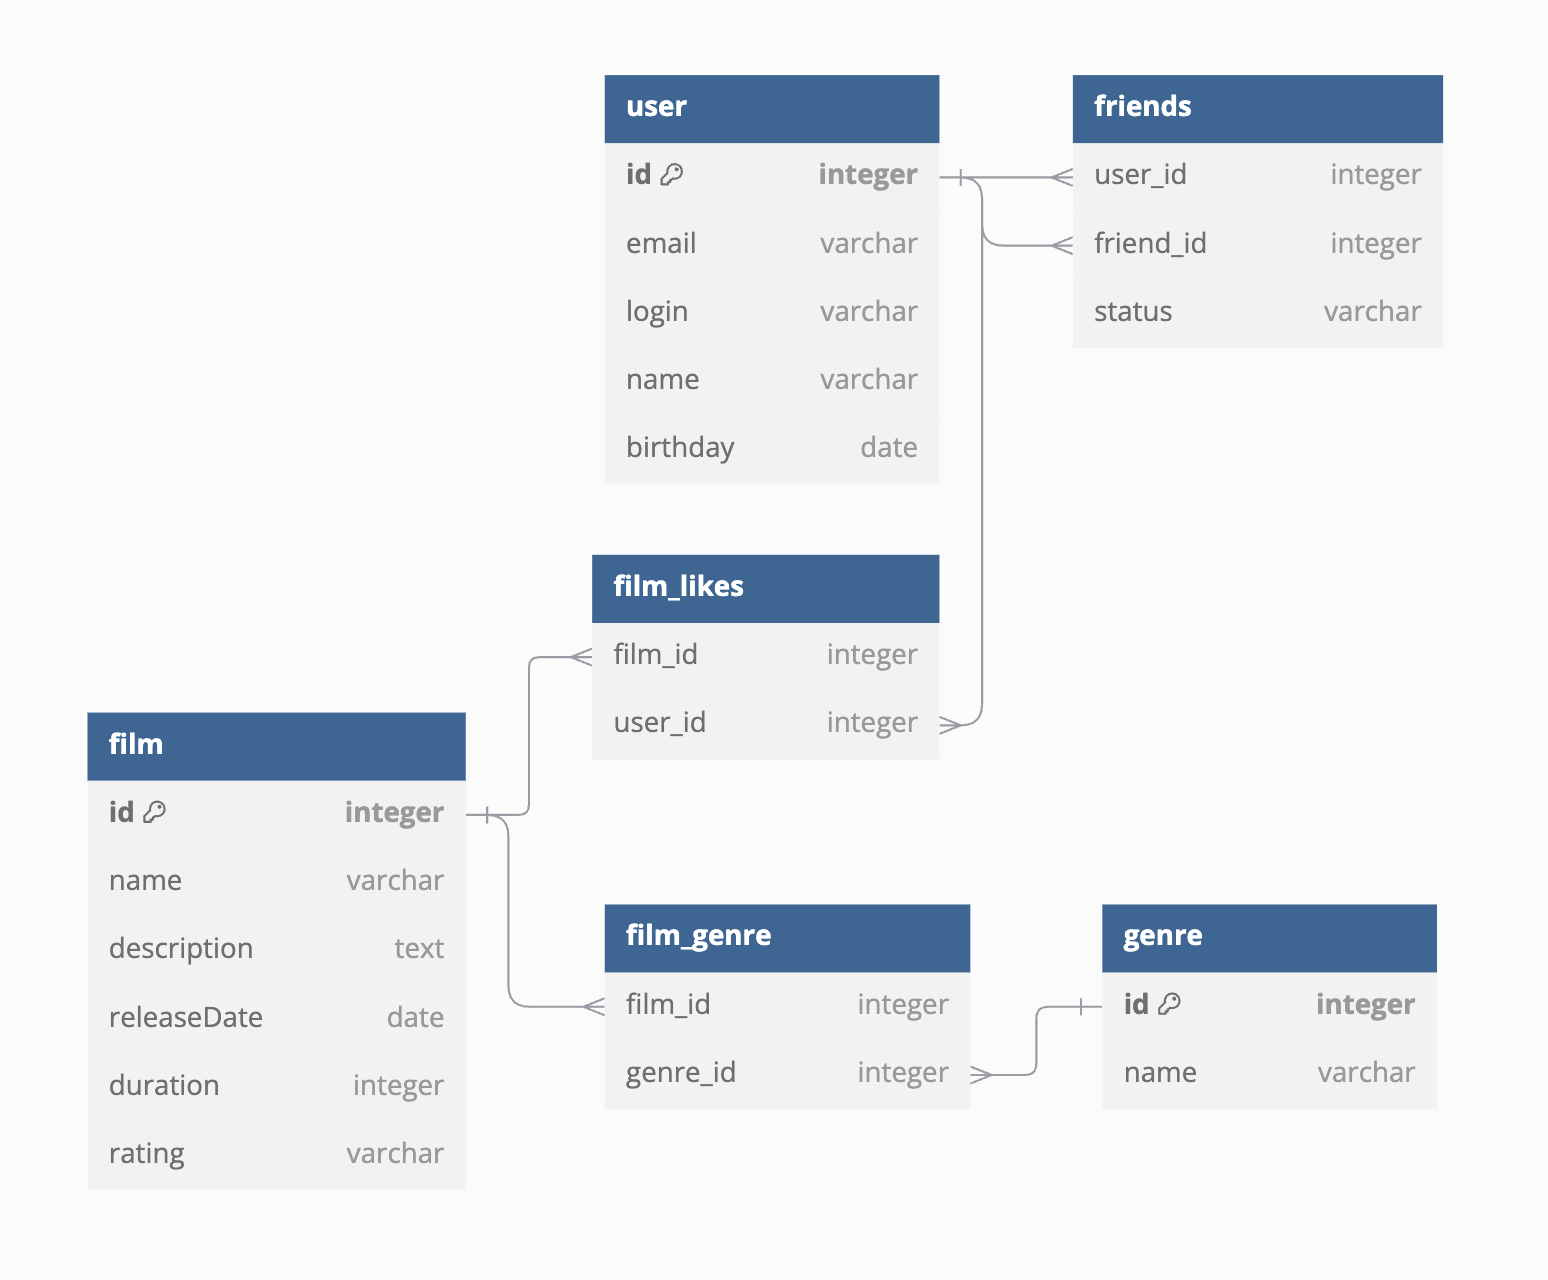 user
id integer
email varchar
login varchar
name varchar
birthday date
friends
user_id integer
friend_id integer
status varchar
film_likes
film_id integer
user_id integer
film
id integer
name varchar
description text
releaseDate date
duration integer
rating varchar
film_genre
film_id integer
genre_id integer
genre
id integer
name varchar